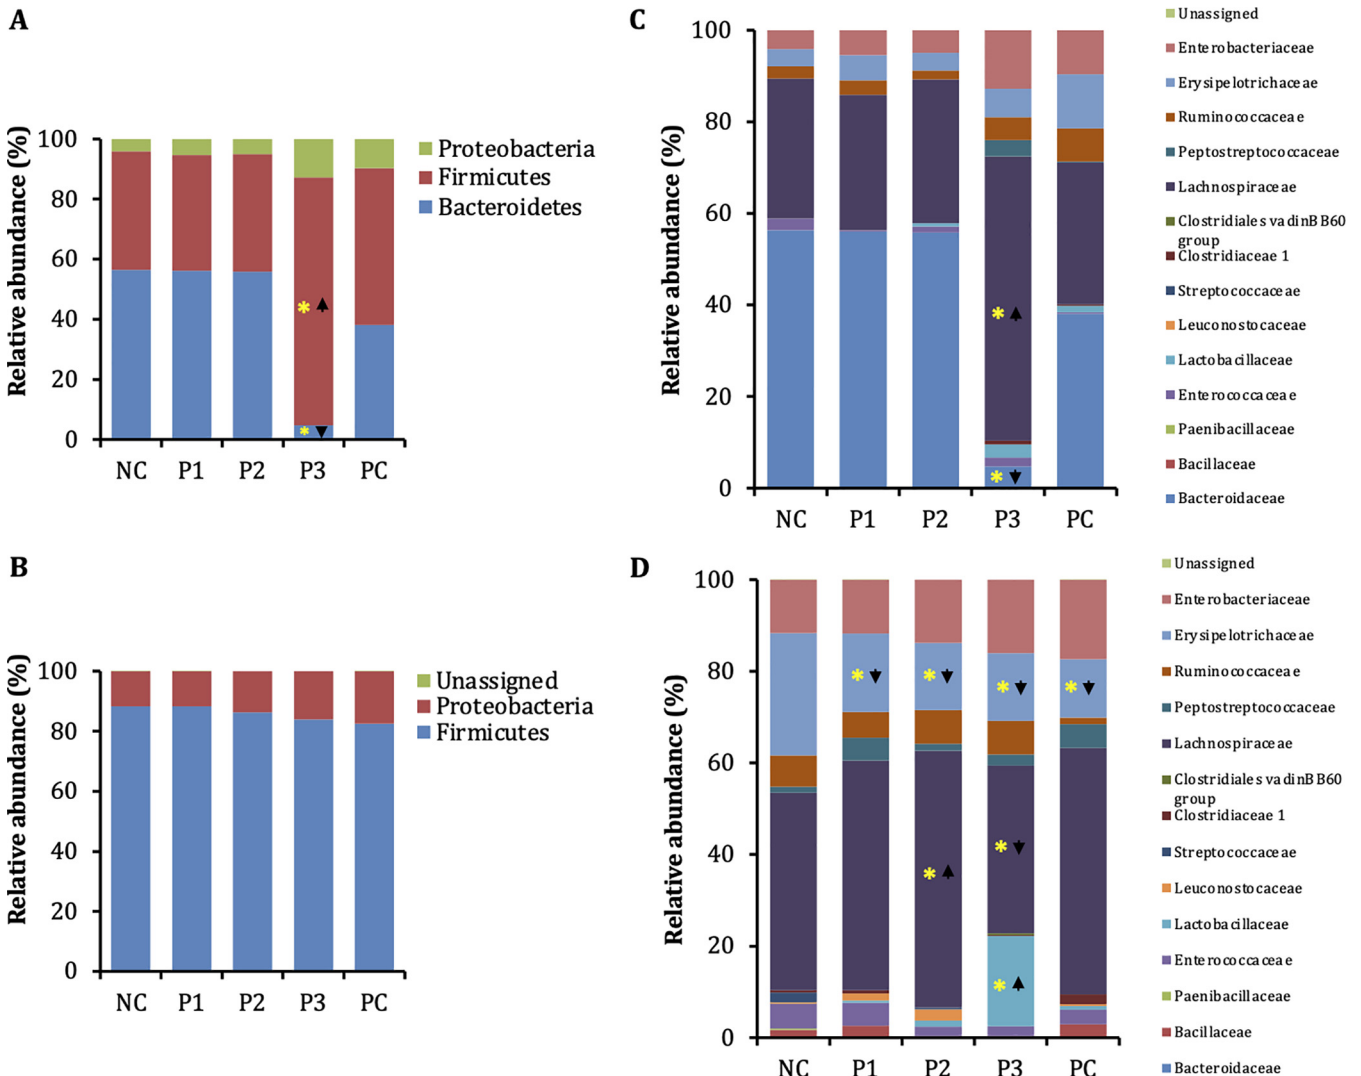 A
Relative abundance (%)
100
80
60
40
20
0
NC P1 P2 P3 PC
* *
Proteobacteria
Firmicutes
Bacteroidetes
B
Relative abundance (%)
100
80
60
40
20
0
NC P1 P2 P3 PC
Unassigned
Proteobacteria
Firmicutes
C
Relative abundance (%)
100
80
60
40
20
0
NC P1 P2 P3 PC
* *
Unassigned
Enterobacteriaceae
Erysipelotrichaceae
Ruminococcaceae
Peptostreptococcaceae
Lachnospiraceae
Clostridiales vadinBB60
group
Clostridiaceae 1
Streptococcaceae
Leuconostocaceae
Lactobacillaceae
Enterococcaceae
Paenibacillaceae
Bacillaceae
Bacteroidaceae
D
Relative abundance (%)
100
80
60
40
20
0
NC P1 P2 P3 PC
* * * *
* *
*
Unassigned
Enterobacteriaceae
Erysipelotrichaceae
Ruminococcaceae
Peptostreptococcaceae
Lachnospiraceae
Clostridiales vadinBB60
group
Clostridiaceae 1
Streptococcaceae
Leuconostocaceae
Lactobacillaceae
Enterococcaceae
Paenibacillaceae
Bacillaceae
Bacteroidaceae